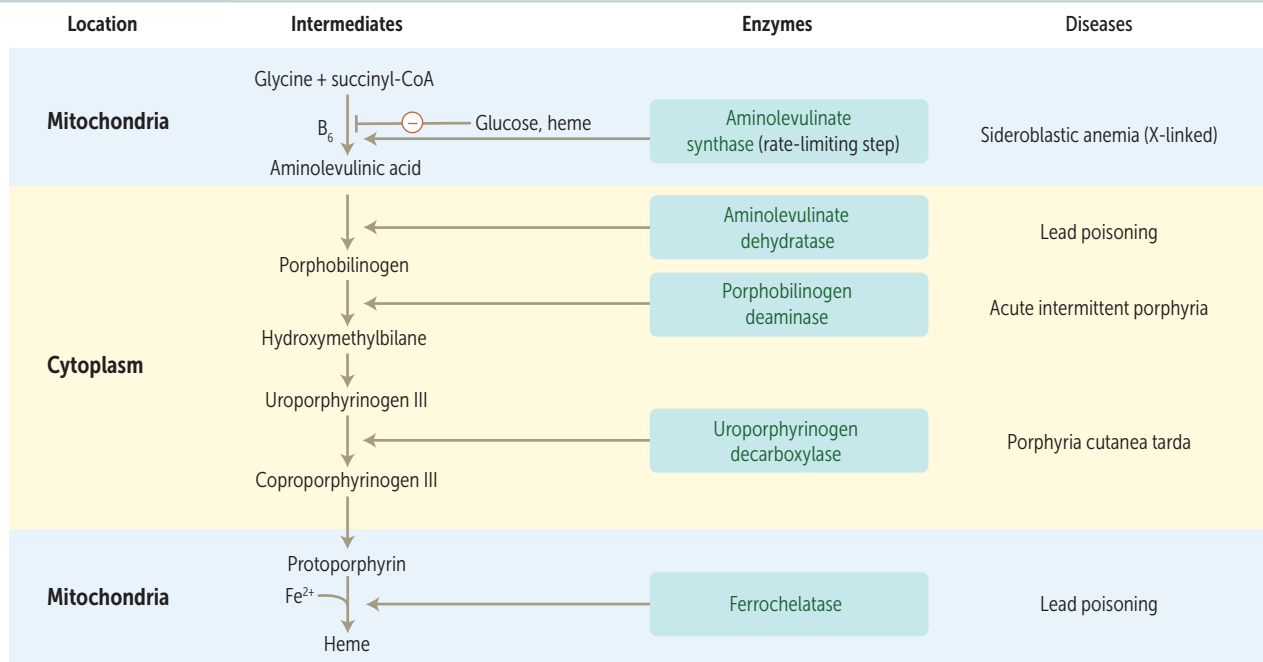 Location Intermediates Enzymes Diseases
Glycine + succinyl-CoA
Mitochondria
B₆
− Glucose, heme
Aminolevulinate
synthase (rate-limiting step)
Sideroblastic anemia (X-linked)
Aminolevulinic acid
Aminolevulinate
dehydratase
Lead poisoning
Porphobilinogen
Porphobilinogen
deaminase
Acute intermittent porphyria
Hydroxymethylbilane
Cytoplasm
Uroporphyrinogen III
Uroporphyrinogen
decarboxylase
Porphyria cutanea tarda
Coproporphyrinogen III
Protoporphyrin
Mitochondria
Fe²⁺
Ferrochelatase
Lead poisoning
Heme